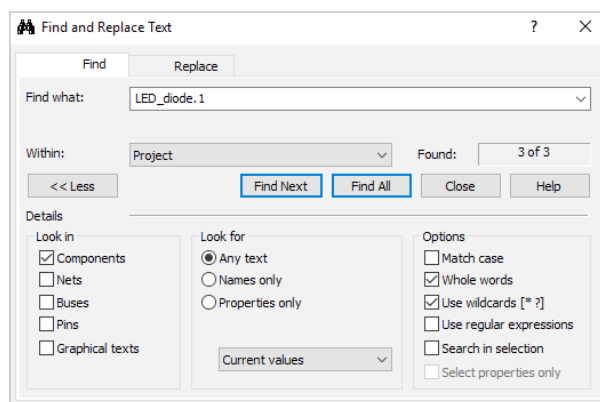 Find and Replace Text ?
Find Replace
Find what: LED_diode.1
Within: Project Found: 3 of 3
<< Less Find Next Find All Close Help
Details
Look in Look for Options
Components Any text Match case
Nets Names only Whole words
Buses Properties only Use wildcards [* ?]
Pins Use regular expressions
Graphical texts Current values Search in selection
Select properties only